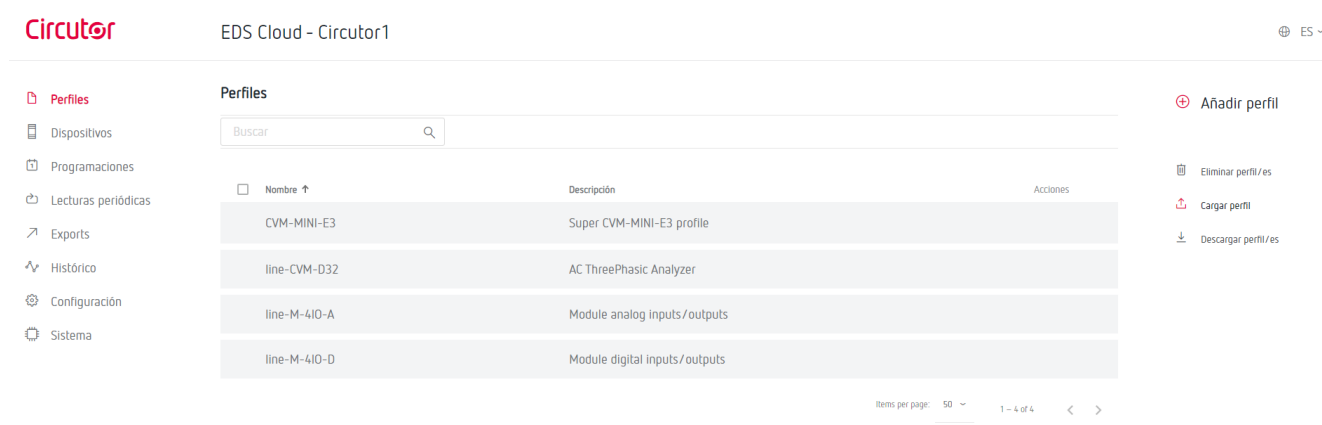 Circutor
EDS Cloud - Circutor1
ES
Perfiles
Dispositivos
Programaciones
Lecturas periódicas
Exports
Histórico
Configuración
Sistema
Perfiles
Buscar
Nombre ↑ Descripción Acciones
CVM-MINI-E3 Super CVM-MINI-E3 profile
line-CVM-D32 AC ThreePhasic Analyzer
line-M-4IO-A Module analog inputs/outputs
line-M-4IO-D Module digital inputs/outputs
Items per page: 50 1 – 4 of 4
Añadir perfil
Eliminar perfil/es
Cargar perfil
Descargar perfil/es